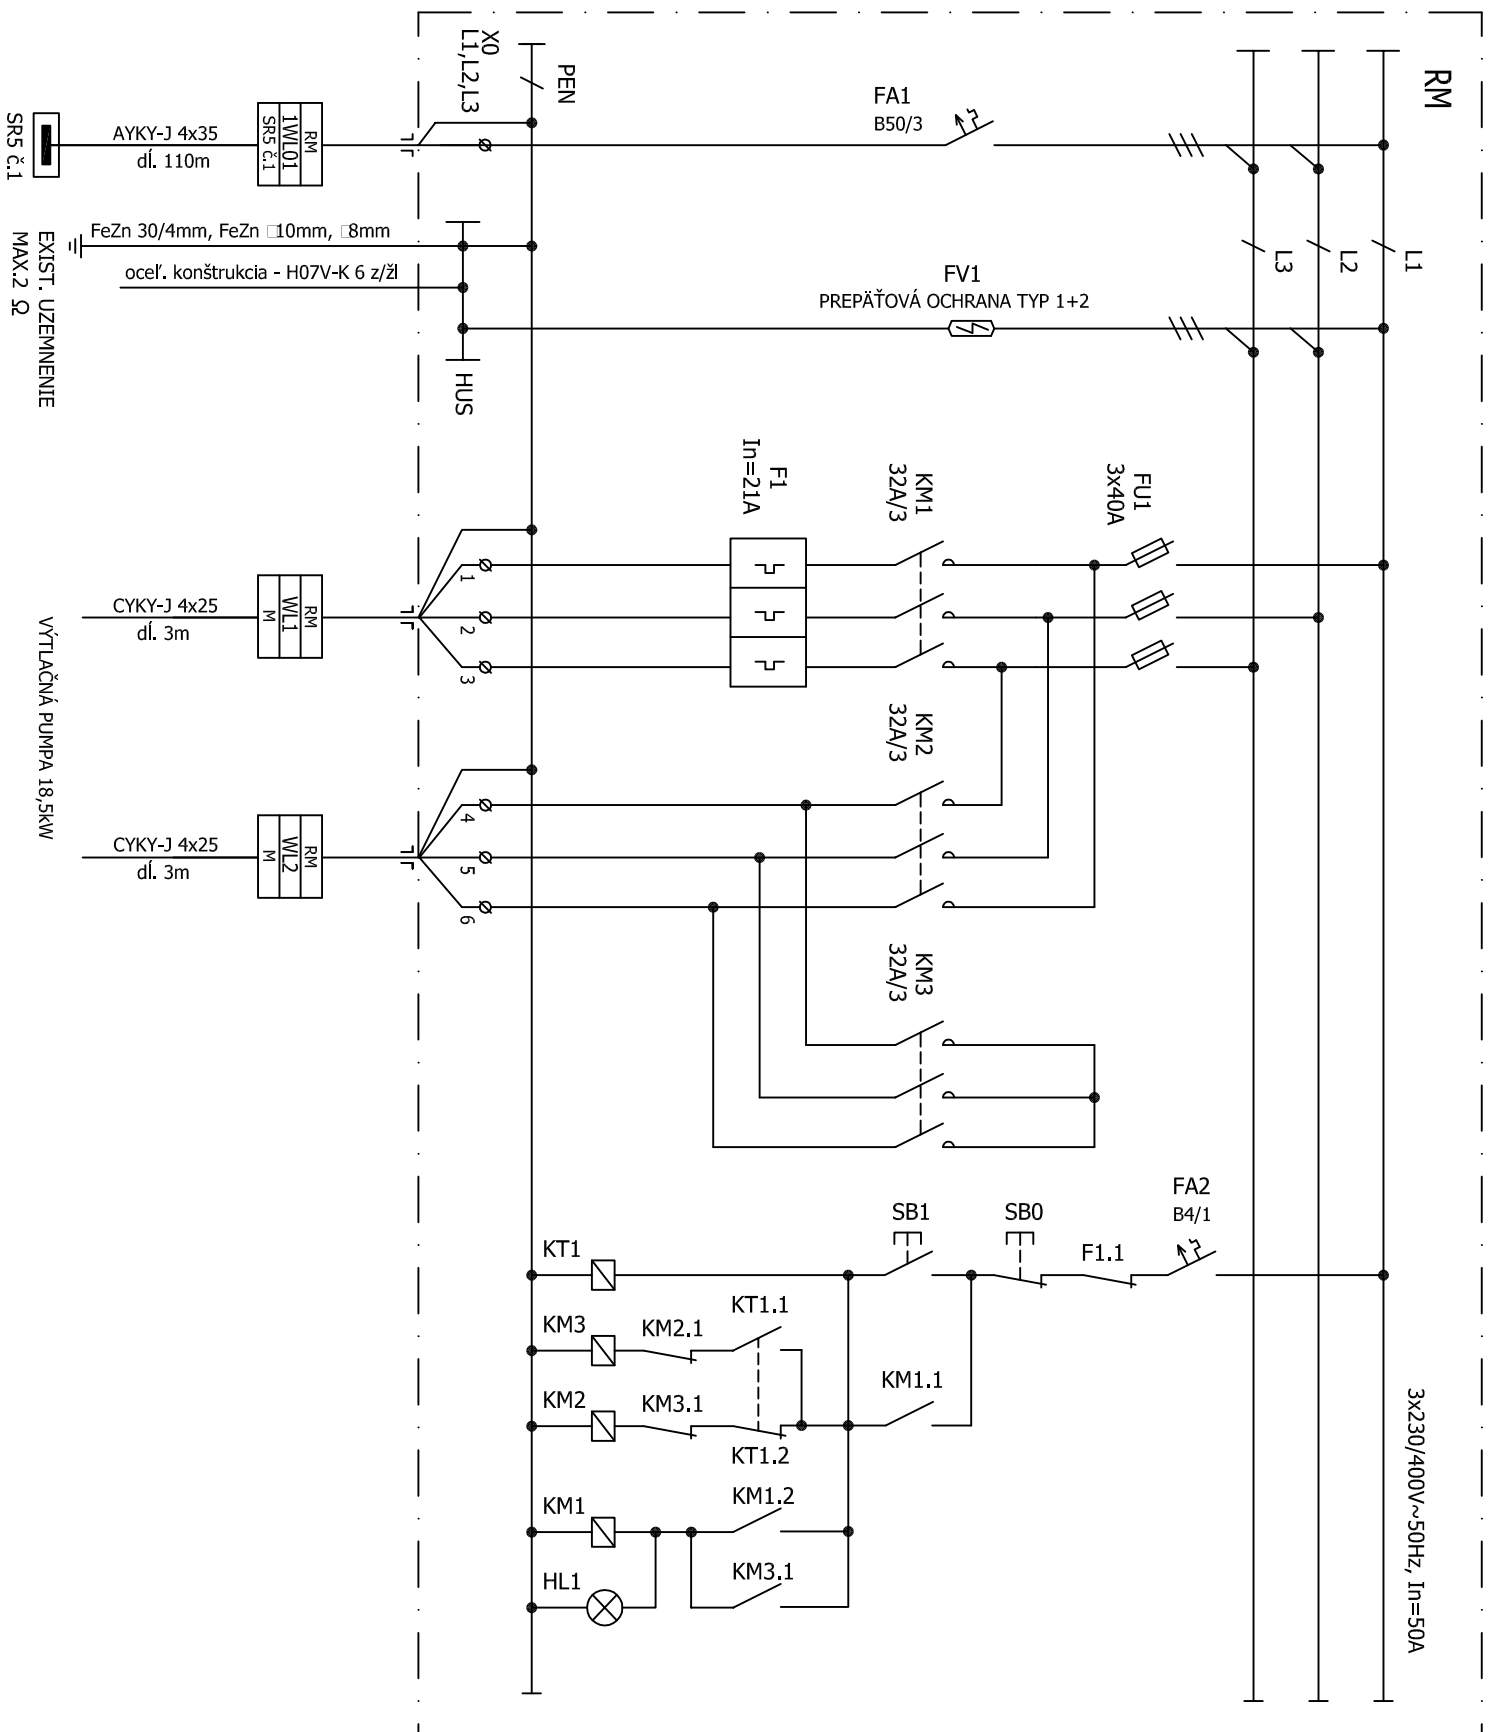 RM
3x230/400V~50Hz, In=50A
L1
L2
L3
PEN
X0
L1,L2,L3
FA1
B50/3
AYKY-J 4x35
dĺ. 110m
RM
1WL01
SR5 č.1
SR5 č.1
FeZn 30/4mm, FeZn □10mm, □8mm
oceľ. konštrukcia - H07V-K 6 z/žl
EXIST. UZEMNENIE
MAX.2 Ω
HUS
FV1
PREPÄŤOVÁ OCHRANA TYP 1+2
FU1
3x40A
KM1
32A/3
F1
In=21A
1
2
3
CYKY-J 4x25
dĺ. 3m
RM
WL1
M
VÝTLAČNÁ PUMPA 18,5kW
KM2
32A/3
4
5
6
CYKY-J 4x25
dĺ. 3m
RM
WL2
M
KM3
32A/3
FA2
B4/1
F1.1
SB0
SB1
KT1
KM3
KM2.1
KT1.1
KM1.1
KM2
KM3.1
KT1.2
KM1
KM1.2
KM3.1
HL1